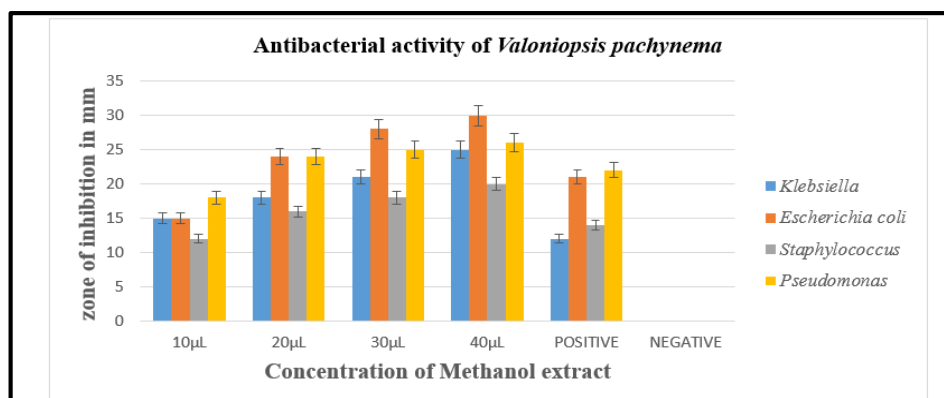 Antibacterial activity of Valoniopsis pachynema
zone of inhibition in mm
35
30
25
20
15
10
5
0
10µL 20µL 30µL 40µL POSITIVE NEGATIVE
Concentration of Methanol extract
Klebsiella
Escherichia coli
Staphylococcus
Pseudomonas